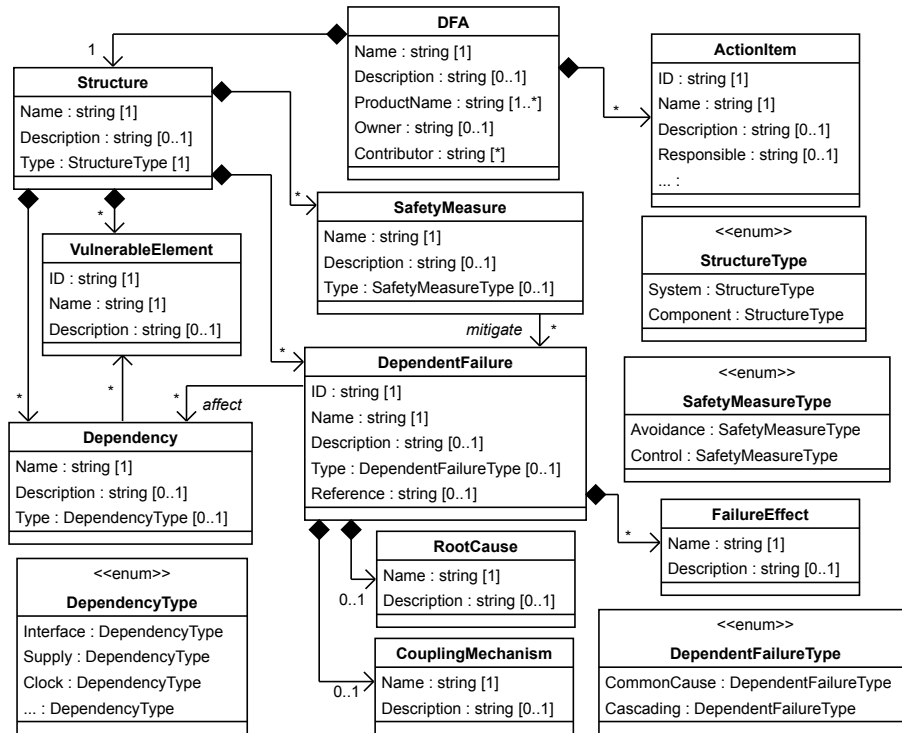 DFA
Name : string [1]
Description : string [0..1]
ProductName : string [1..*]
Owner : string [0..1]
Contributor : string [*]
1
*
ActionItem
ID : string [1]
Name : string [1]
Description : string [0..1]
Responsible : string [0..1]
... :
Structure
Name : string [1]
Description : string [0..1]
Type : StructureType [1]
*
*
*
*
SafetyMeasure
Name : string [1]
Description : string [0..1]
Type : SafetyMeasureType [0..1]
mitigate
*
VulnerableElement
ID : string [1]
Name : string [1]
Description : string [0..1]
*
<<enum>>
StructureType
System : StructureType
Component : StructureType
DependentFailure
ID : string [1]
Name : string [1]
Description : string [0..1]
Type : DependentFailureType [0..1]
Reference : string [0..1]
*
affect
<<enum>>
SafetyMeasureType
Avoidance : SafetyMeasureType
Control : SafetyMeasureType
Dependency
Name : string [1]
Description : string [0..1]
Type : DependencyType [0..1]
*
FailureEffect
Name : string [1]
Description : string [0..1]
0..1
RootCause
Name : string [1]
Description : string [0..1]
<<enum>>
DependencyType
Interface : DependencyType
Supply : DependencyType
Clock : DependencyType
... : DependencyType
0..1
CouplingMechanism
Name : string [1]
Description : string [0..1]
<<enum>>
DependentFailureType
CommonCause : DependentFailureType
Cascading : DependentFailureType